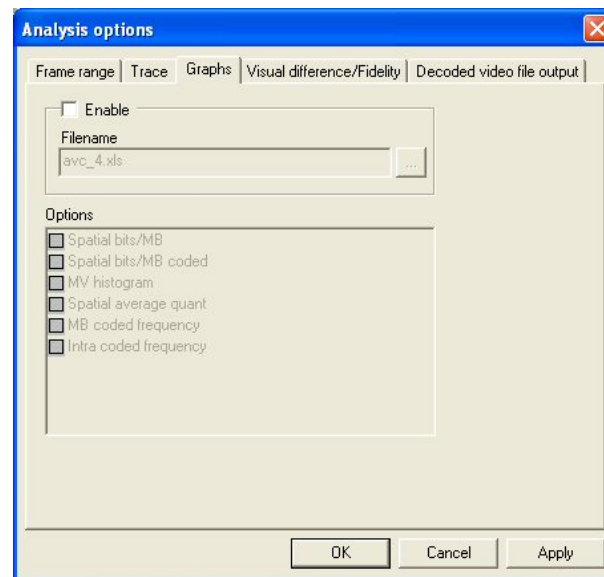 Analysis options
Frame range Trace Graphs Visual difference/Fidelity Decoded video file output
Enable
Filename
avc_4.xls
...
Options
Spatial bits/MB
Spatial bits/MB coded
MV histogram
Spatial average quant
MB coded frequency
Intra coded frequency
OK Cancel Apply